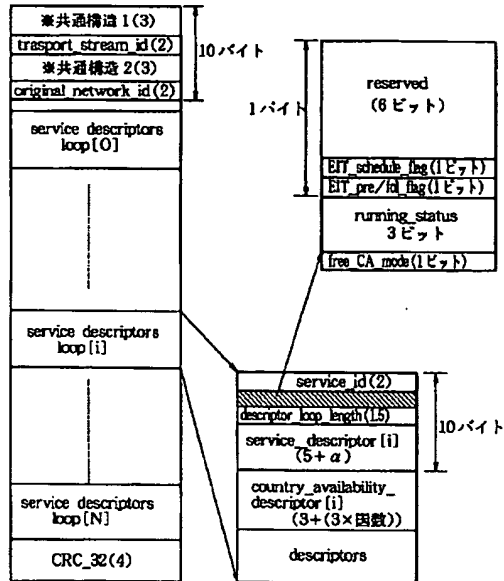 ※共通構造1(3)
trasport_stream_id(2)
※共通構造2(3)
original_network_id(2)
10バイト
service descriptors
loop[0]
service descriptors
loop[i]
service descriptors
loop[N]
CRC_32(4)
1バイト
reserved
(6ビット)
EIT_schedule_flag(1ビット)
EIT_pre/fol_flag(1ビット)
running_status
3ビット
free_CA_mode(1ビット)
service_id(2)
descriptor_loop_length(1.5)
service_descriptor[i]
(5+α)
10バイト
country_availability_
descriptor[i]
(3+(3×因数))
descriptors